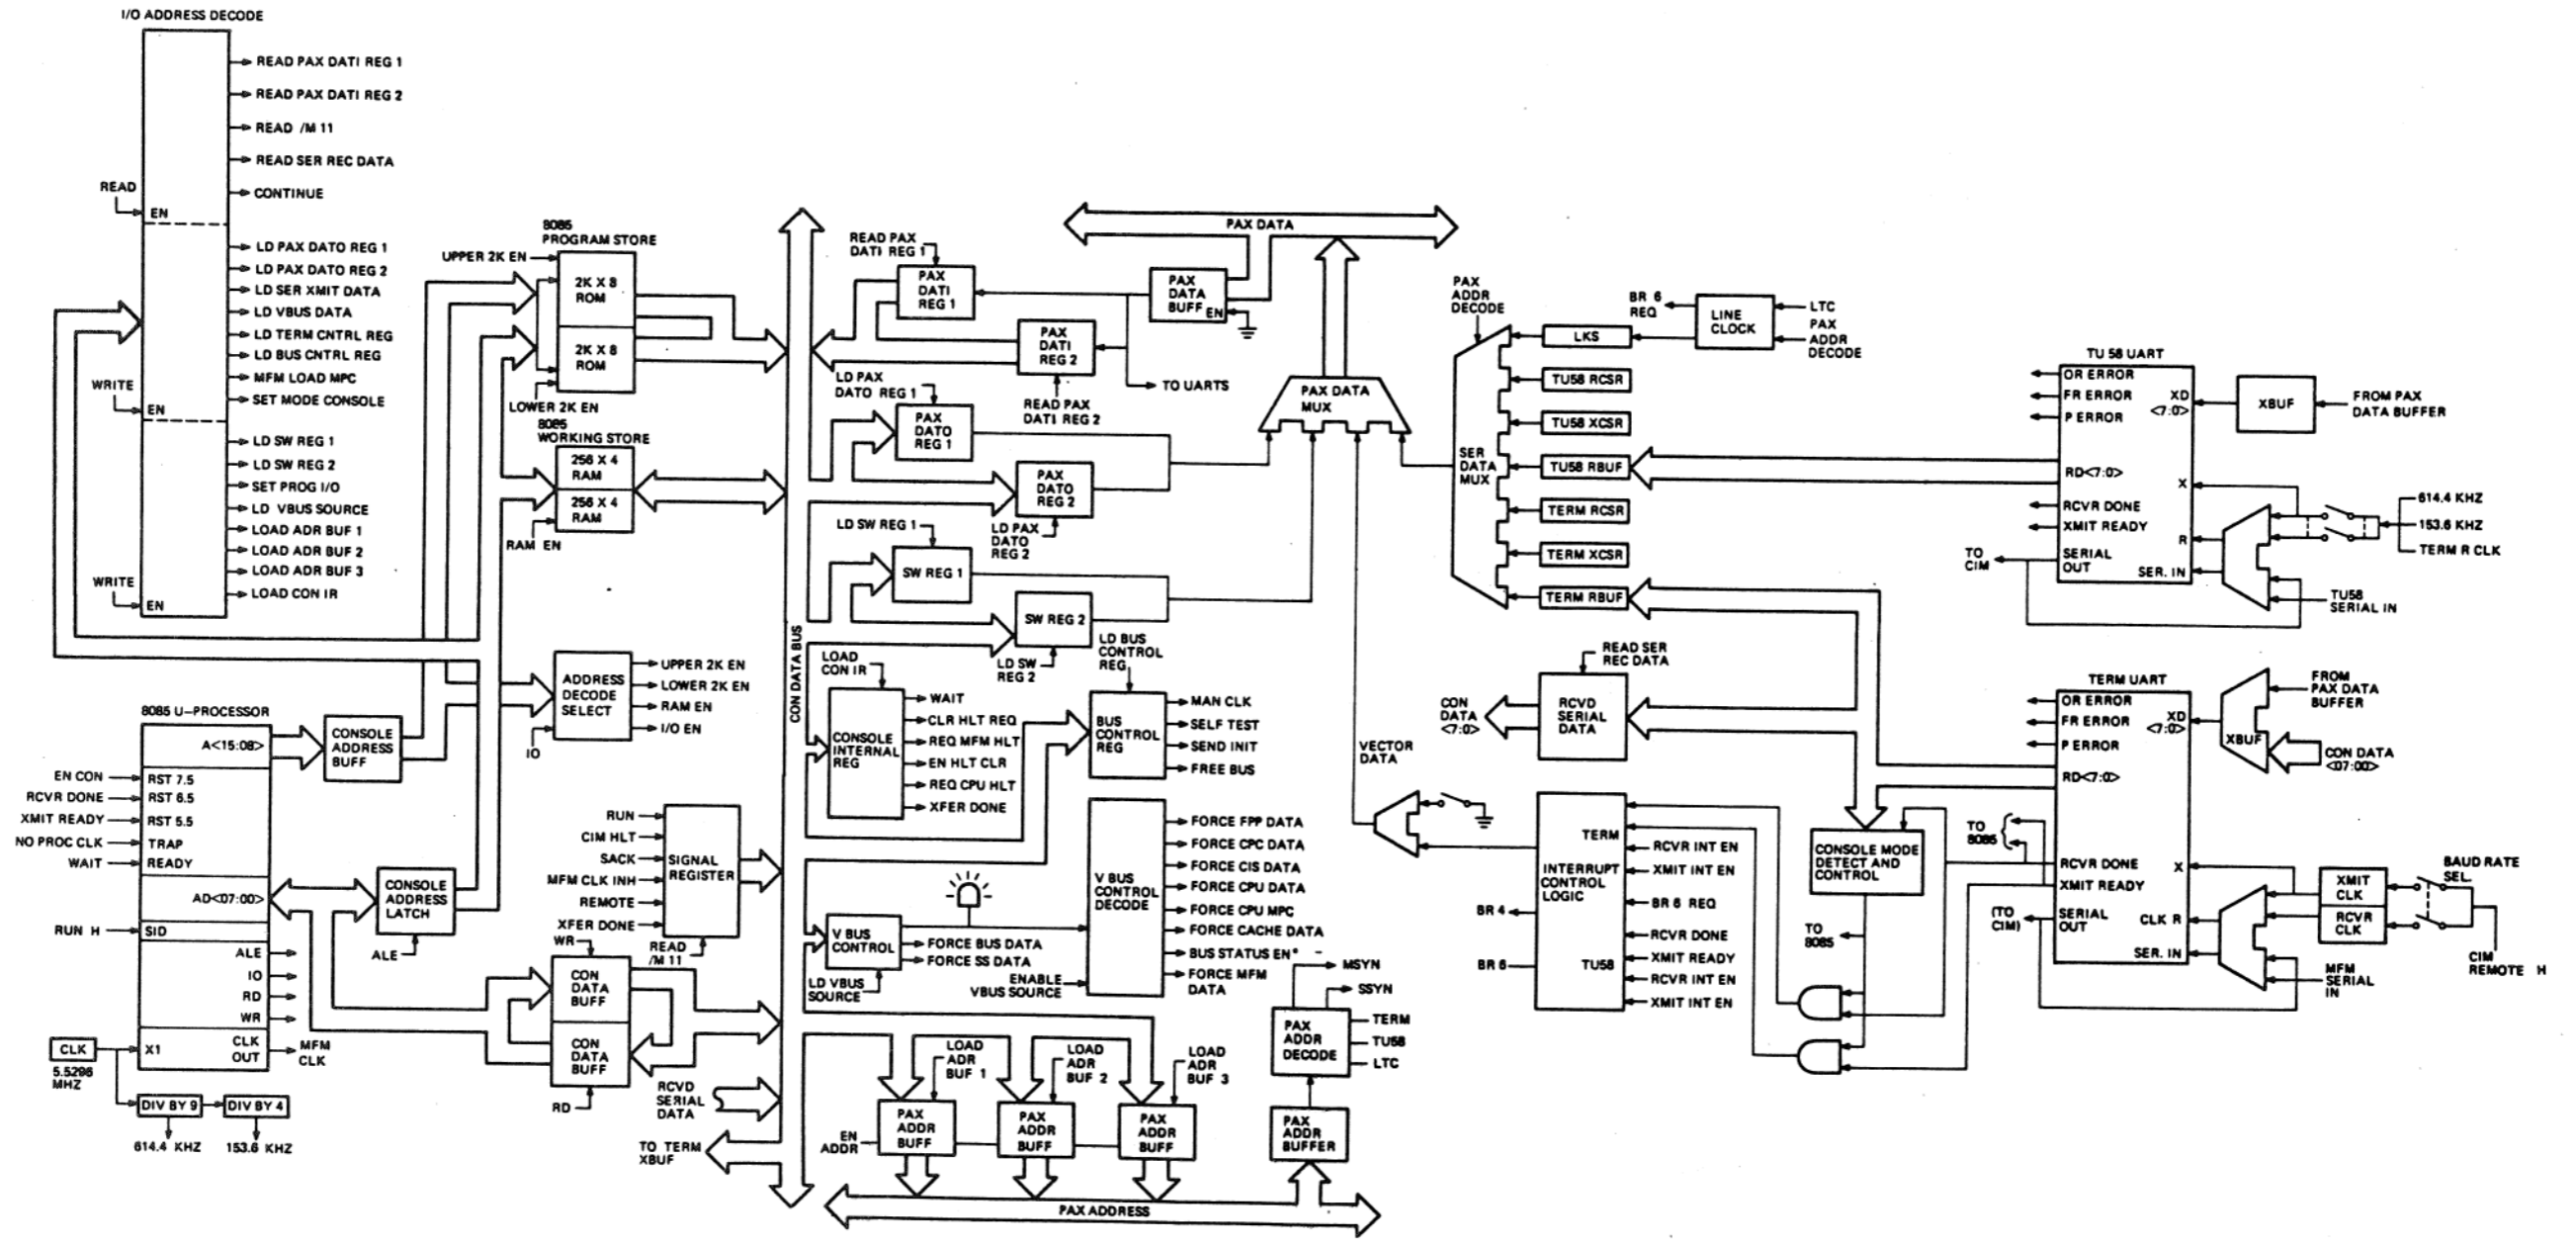 I/O ADDRESS DECODE
READ PAX DATI REG 1
READ PAX DATI REG 2
READ /M 11
READ SER REC DATA
CONTINUE
READ
EN
LD PAX DATO REG 1
LD PAX DATO REG 2
LD SER XMIT DATA
LD VBUS DATA
LD TERM CNTRL REG
LD BUS CNTRL REG
MFM LOAD MPC
SET MODE CONSOLE
WRITE
EN
LD SW REG 1
LD SW REG 2
SET PROG I/O
LD VBUS SOURCE
LOAD ADR BUF 1
LOAD ADR BUF 2
LOAD ADR BUF 3
LOAD CON IR
WRITE
EN
8085 U-PROCESSOR
A<15:08>
EN CON
RST 7.5
RCVR DONE
RST 6.5
XMIT READY
RST 5.5
NO PROC CLK
TRAP
WAIT
READY
AD<07:00>
RUN H
SID
ALE
IO
RD
WR
CLK
X1
CLK
OUT
MFM
CLK
5.5296
MHZ
DIV BY 9
DIV BY 4
614.4 KHZ
153.6 KHZ
CONSOLE
ADDRESS
BUFF
CONSOLE
ADDRESS
LATCH
ALE
8085
PROGRAM STORE
UPPER 2K EN
2K X 8
ROM
2K X 8
ROM
LOWER 2K EN
8085
WORKING STORE
256 X 4
RAM
256 X 4
RAM
RAM EN
ADDRESS
DECODE
SELECT
IO
UPPER 2K EN
LOWER 2K EN
RAM EN
I/O EN
RUN
CIM HLT
SACK
MFM CLK INH
REMOTE
XFER DONE
SIGNAL
REGISTER
READ
/M 11
WR
CON
DATA
BUFF
CON
DATA
BUFF
RD
RCVD
SERIAL
DATA
TO TERM
XBUF
CON DATA BUS
READ PAX
DATI REG 1
PAX
DATI
REG 1
PAX
DATI
REG 2
READ PAX
DATI REG 2
PAX
DATA
BUFF
EN
TO UARTS
PAX DATA
LD PAX
DATO REG 1
PAX
DATO
REG 1
PAX
DATO
REG 2
LD PAX
DATO
REG 2
LD SW REG 1
SW REG 1
SW REG 2
LD SW
REG 2
LOAD
CON IR
CONSOLE
INTERNAL
REG
WAIT
CLR HLT REQ
REQ MFM HLT
EN HLT CLR
REQ CPU HLT
XFER DONE
LD BUS
CONTROL
REG
BUS
CONTROL
REG
MAN CLK
SELF TEST
SEND INIT
FREE BUS
V BUS
CONTROL
LD VBUS
SOURCE
FORCE BUS DATA
FORCE SS DATA
ENABLE
VBUS SOURCE
V BUS
CONTROL
DECODE
FORCE FPP DATA
FORCE CPC DATA
FORCE CIS DATA
FORCE CPU DATA
FORCE CPU MPC
FORCE CACHE DATA
BUS STATUS EN*
FORCE MFM
DATA
LOAD
ADR
BUF 1
LOAD
ADR
BUF 2
LOAD
ADR
BUF 3
EN
ADDR
PAX
ADDR
BUFF
PAX
ADDR
BUFF
PAX
ADDR
BUFF
PAX ADDRESS
MSYN
SSYN
PAX
ADDR
DECODE
TERM
TU58
LTC
PAX
ADDR
BUFFER
PAX DATA
MUX
VECTOR
DATA
PAX
ADDR
DECODE
SER
DATA
MUX
LKS
TU58 RCSR
TU58 XCSR
TU58 RBUF
TERM RCSR
TERM XCSR
TERM RBUF
BR 6
REQ
LINE
CLOCK
LTC
PAX
ADDR
DECODE
READ SER
REC DATA
CON
DATA
<7:0>
RCVD
SERIAL
DATA
INTERRUPT
CONTROL
LOGIC
TERM
TU58
BR 4
BR 6
RCVR INT EN
XMIT INT EN
BR 6 REQ
RCVR DONE
XMIT READY
RCVR INT EN
XMIT INT EN
CONSOLE MODE
DETECT AND
CONTROL
TO
8085
TO
8085
TU 58 UART
OR ERROR
FR ERROR
P ERROR
XD
<7:0>
RD<7:0>
X
RCVR DONE
XMIT READY
R
SERIAL
OUT
SER. IN
TO
CIM
XBUF
FROM PAX
DATA BUFFER
614.4 KHZ
153.6 KHZ
TERM R CLK
TU58
SERIAL IN
TERM UART
OR ERROR
FR ERROR
P ERROR
XD
<7:0>
RD<7:0>
RCVR DONE
XMIT READY
X
CLK R
SERIAL
OUT
SER. IN
(TO
CIM)
XBUF
FROM
PAX DATA
BUFFER
CON DATA
<07:00>
XMIT
CLK
RCVR
CLK
BAUD RATE
SEL.
MFM
SERIAL
IN
CIM
REMOTE H